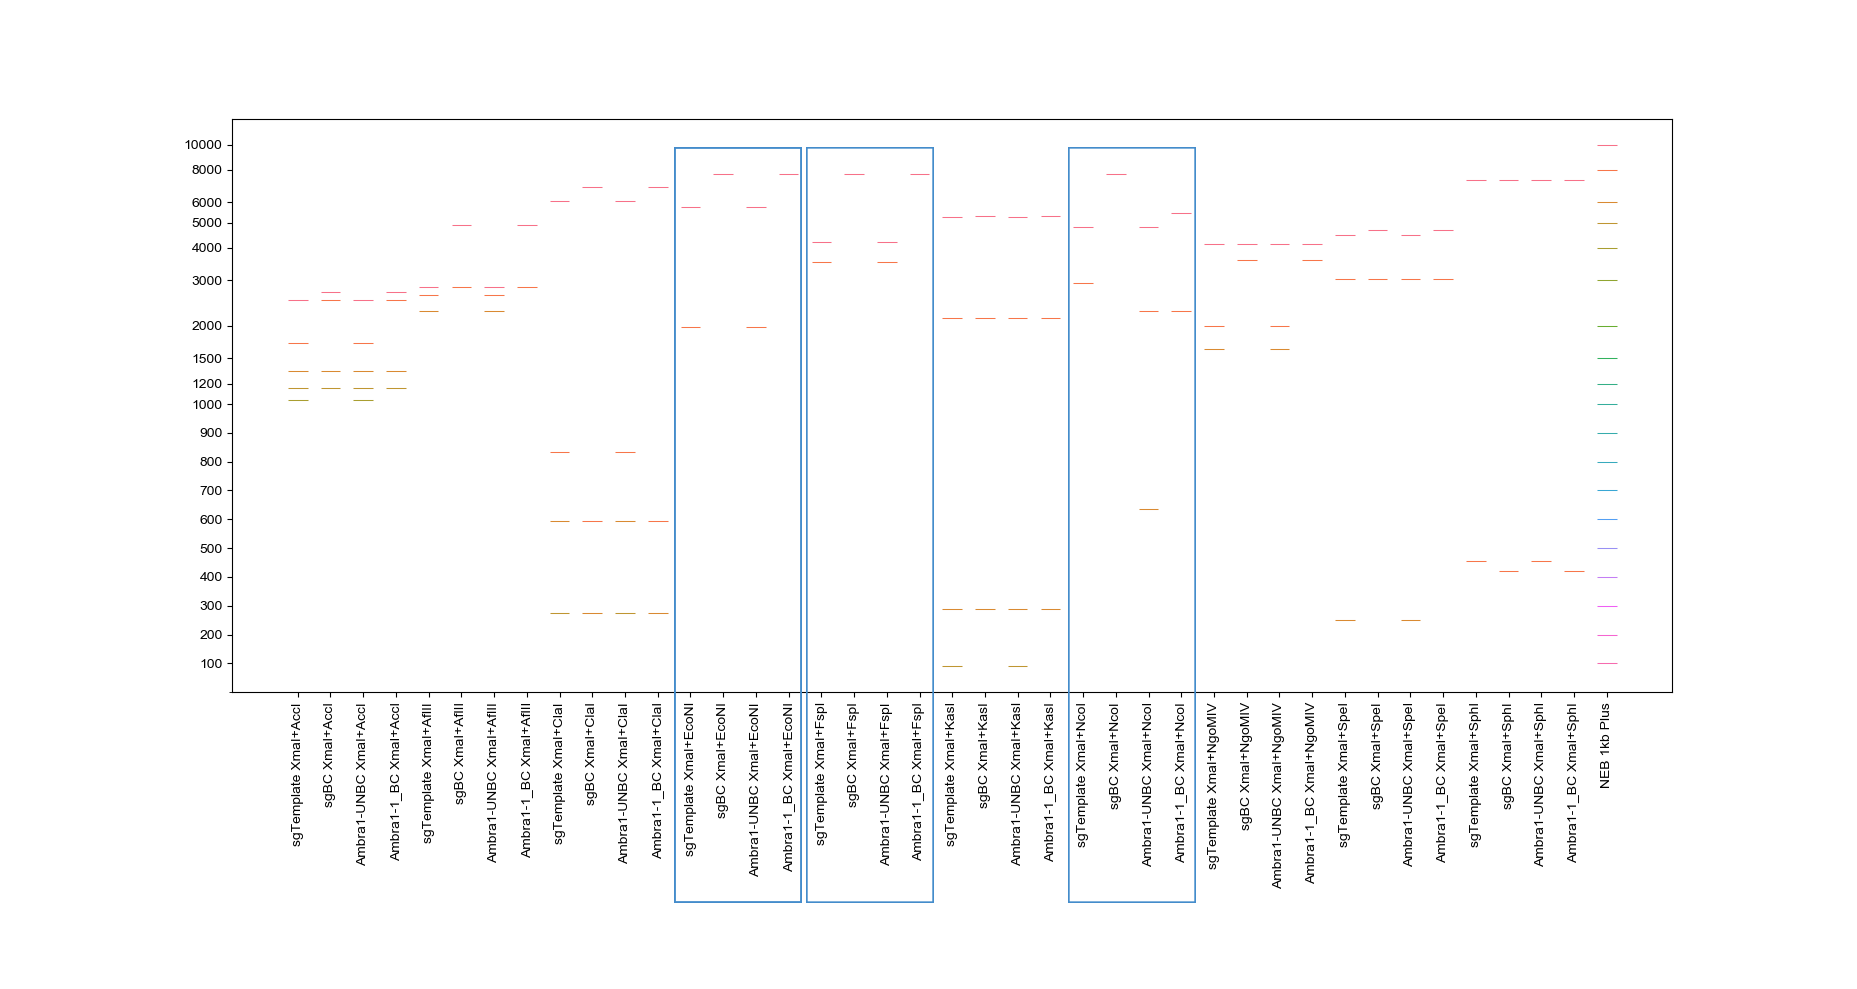 10000
8000
6000
5000
4000
3000
2000
1500
1200
1000
900
800
700
600
500
400
300
200
100
sgTemplate XmaI+AccI
sgBC XmaI+AccI
Ambra1-UNBC XmaI+AccI
Ambra1-1_BC XmaI+AccI
sgTemplate XmaI+AflII
sgBC XmaI+AflII
Ambra1-UNBC XmaI+AflII
Ambra1-1_BC XmaI+AflII
sgTemplate XmaI+ClaI
sgBC XmaI+ClaI
Ambra1-UNBC XmaI+ClaI
Ambra1-1_BC XmaI+ClaI
sgTemplate XmaI+EcoNI
sgBC XmaI+EcoNI
Ambra1-UNBC XmaI+EcoNI
Ambra1-1_BC XmaI+EcoNI
sgTemplate XmaI+FspI
sgBC XmaI+FspI
Ambra1-UNBC XmaI+FspI
Ambra1-1_BC XmaI+FspI
sgTemplate XmaI+KasI
sgBC XmaI+KasI
Ambra1-UNBC XmaI+KasI
Ambra1-1_BC XmaI+KasI
sgTemplate XmaI+NcoI
sgBC XmaI+NcoI
Ambra1-UNBC XmaI+NcoI
Ambra1-1_BC XmaI+NcoI
sgTemplate XmaI+NgoMIV
sgBC XmaI+NgoMIV
Ambra1-UNBC XmaI+NgoMIV
Ambra1-1_BC XmaI+NgoMIV
sgTemplate XmaI+SpeI
sgBC XmaI+SpeI
Ambra1-UNBC XmaI+SpeI
Ambra1-1_BC XmaI+SpeI
sgTemplate XmaI+SphI
sgBC XmaI+SphI
Ambra1-UNBC XmaI+SphI
Ambra1-1_BC XmaI+SphI
NEB 1kb Plus